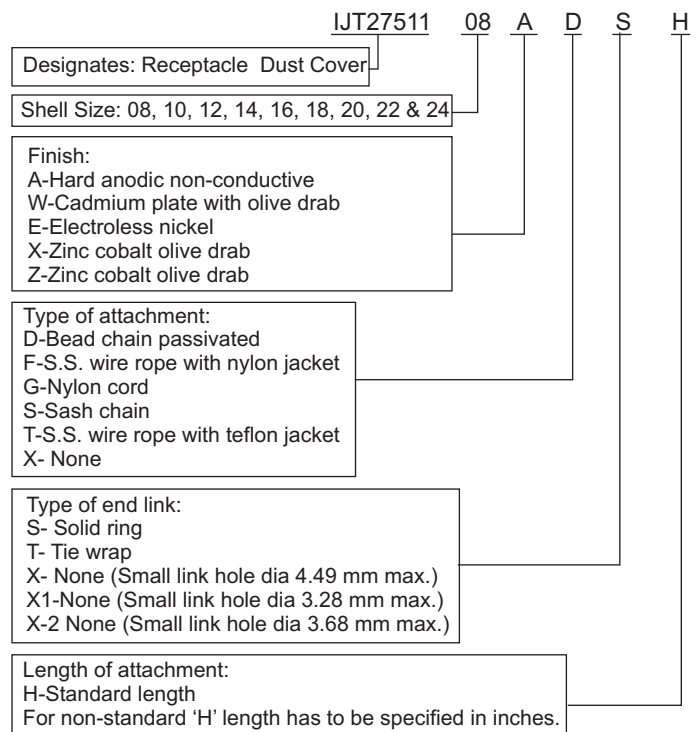 IJT27511 08 A D S H
Designates: Receptacle Dust Cover
Shell Size: 08, 10, 12, 14, 16, 18, 20, 22 & 24
Finish:
A-Hard anodic non-conductive
W-Cadmium plate with olive drab
E-Electroless nickel
X-Zinc cobalt olive drab
Z-Zinc cobalt olive drab
Type of attachment:
D-Bead chain passivated
F-S.S. wire rope with nylon jacket
G-Nylon cord
S-Sash chain
T-S.S. wire rope with teflon jacket
X- None
Type of end link:
S- Solid ring
T- Tie wrap
X- None (Small link hole dia 4.49 mm max.)
X1-None (Small link hole dia 3.28 mm max.)
X-2 None (Small link hole dia 3.68 mm max.)
Length of attachment:
H-Standard length
For non-standard ‘H’ length has to be specified in inches.